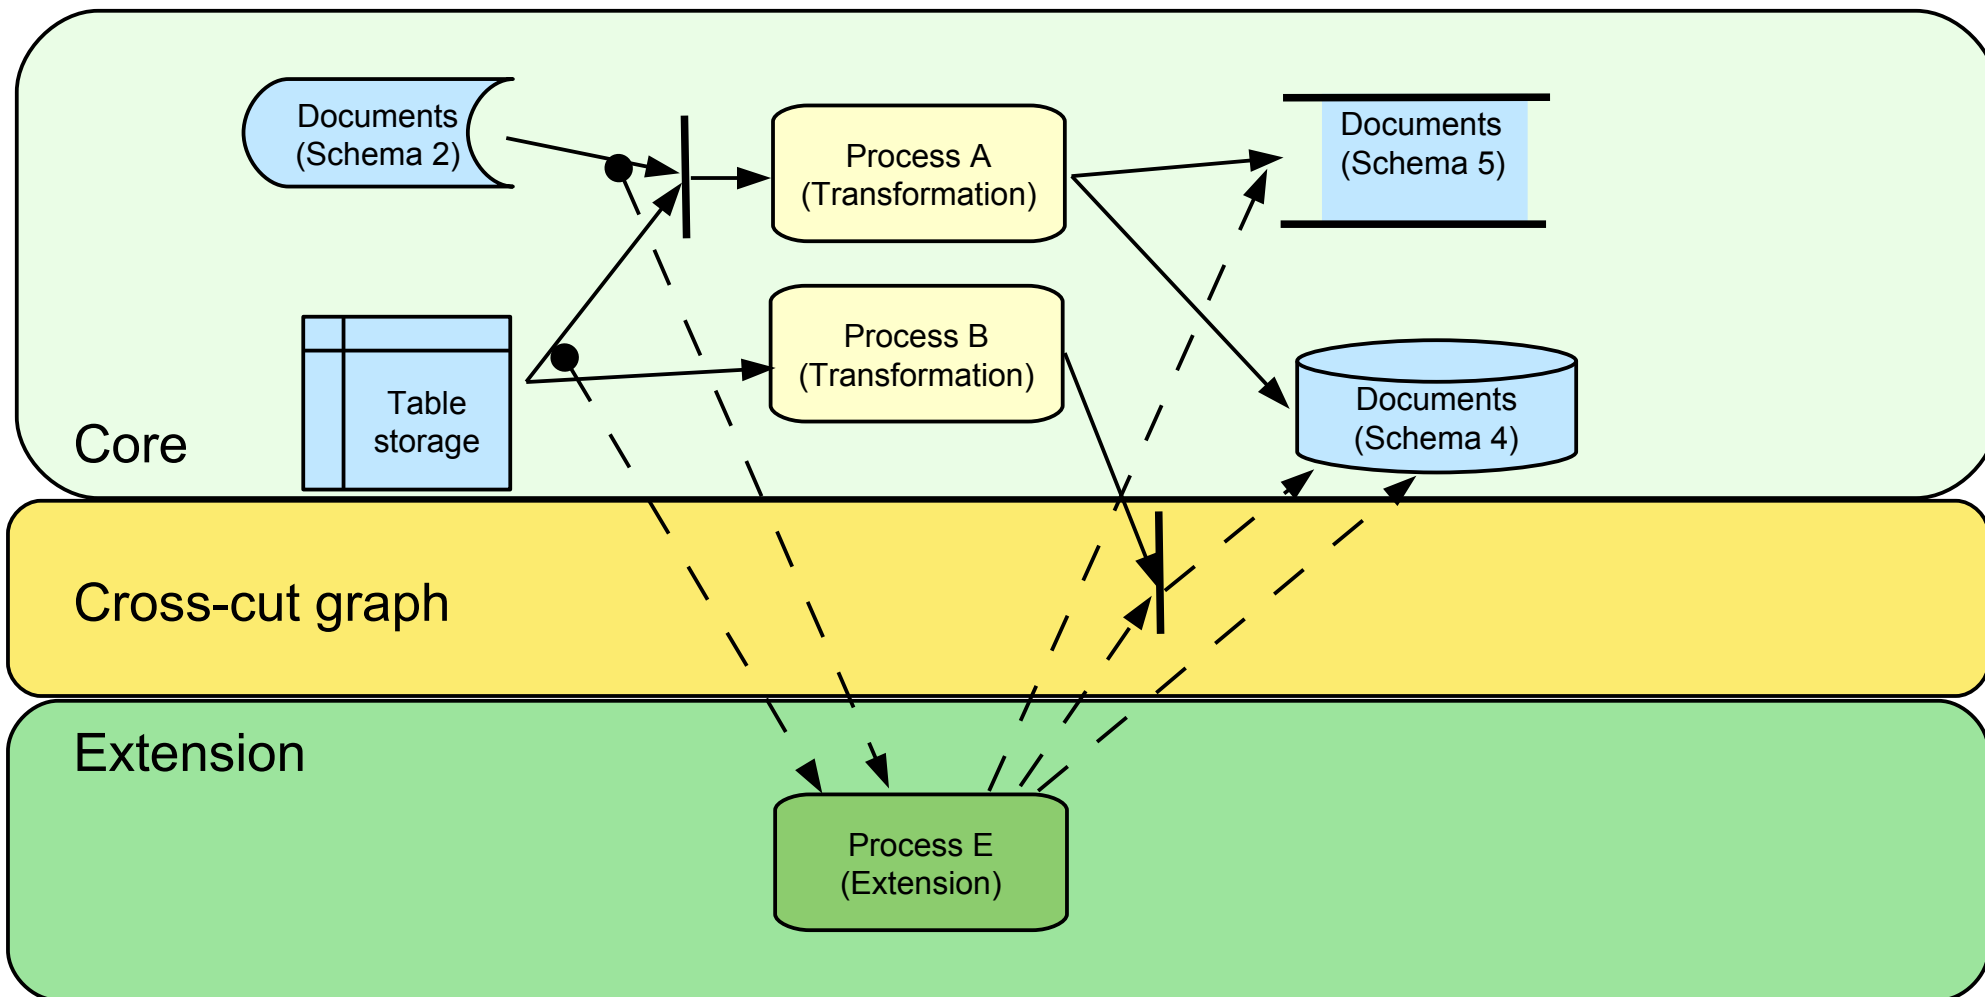 Documents
(Schema 2)
Process A
(Transformation)
Documents
(Schema 5)
Process B
(Transformation)
Table
storage
Documents
(Schema 4)
Core
Cross-cut graph
Extension
Process E
(Extension)